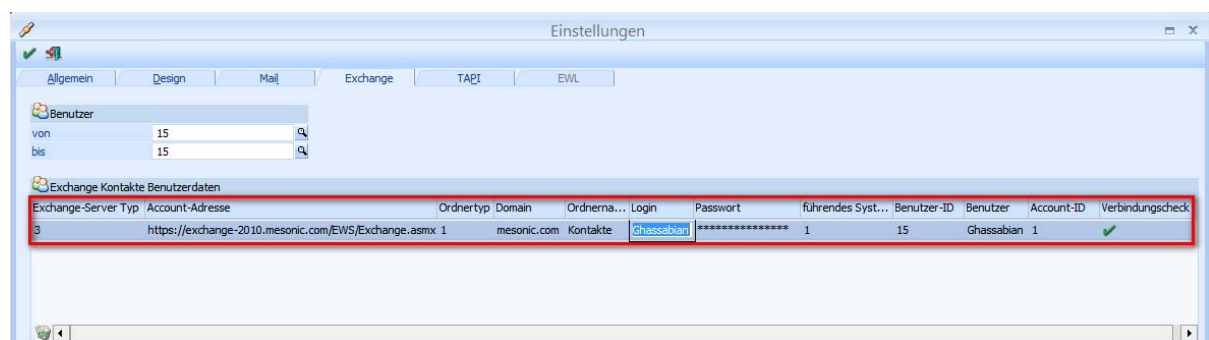 Einstellungen
Allgemein Design Mail Exchange TAPI EWL
Benutzer
von 15
bis 15
Exchange Kontakte Benutzerdaten
Exchange-Server Typ Account-Adresse Ordnertyp Domain Ordnerna... Login Passwort führendes Syst... Benutzer-ID Benutzer Account-ID Verbindungscheck
3 https://exchange-2010.mesonic.com/EWS/Exchange.asmx 1 mesonic.com Kontakte Ghassabian *************** 1 15 Ghassabian 1